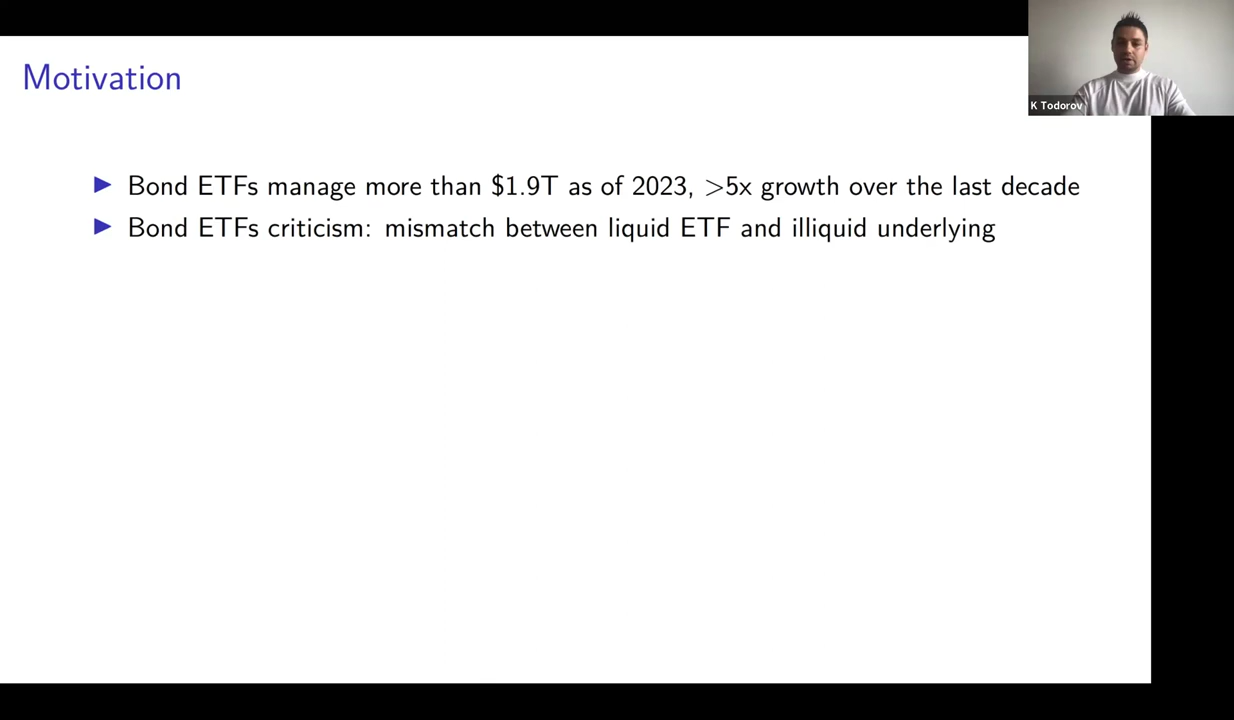 Motivation
▶ Bond ETFs manage more than $1.9T as of 2023, >5x growth over the last decade
▶ Bond ETFs criticism: mismatch between liquid ETF and illiquid underlying
K Todorov